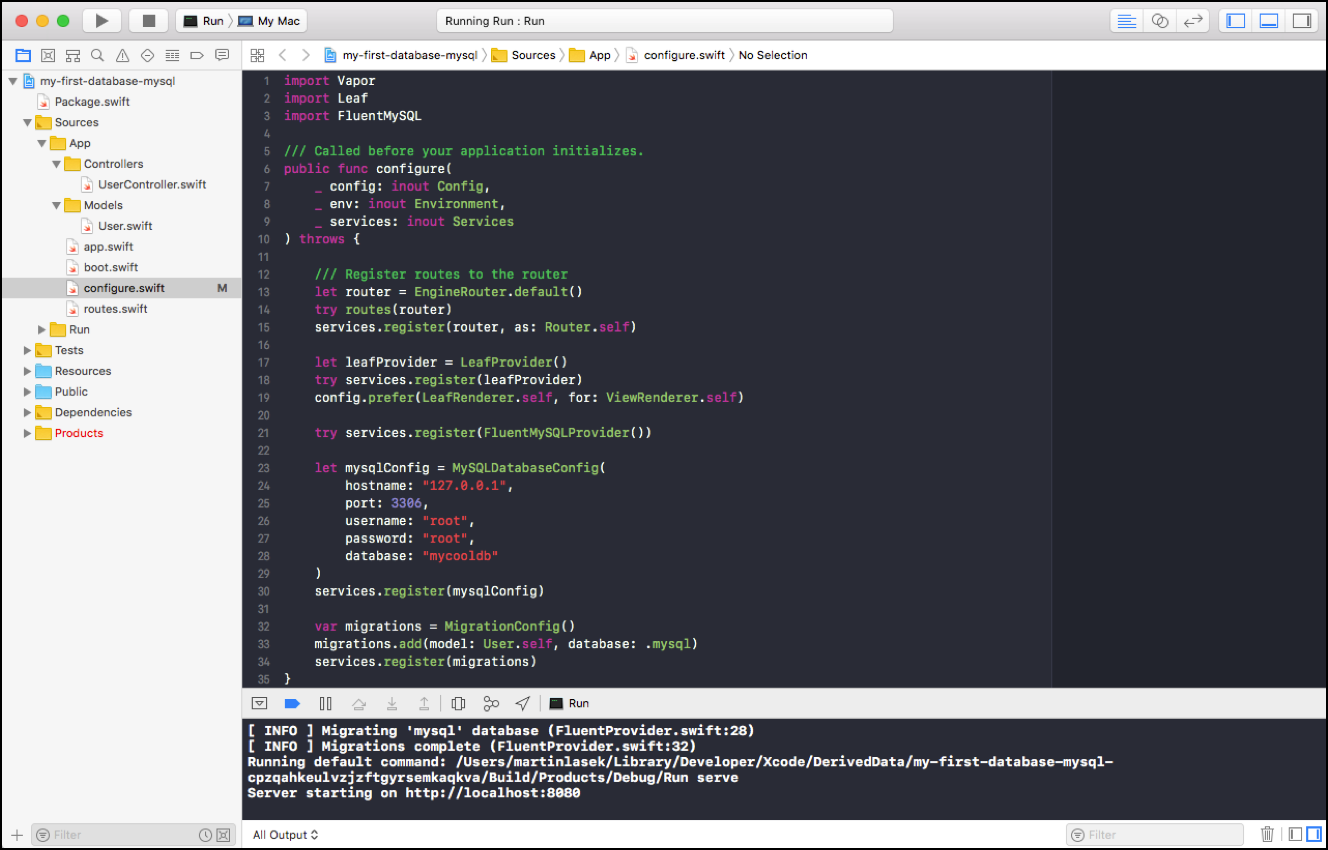 Run My Mac
Running Run : Run
my-first-database-mysql Sources App configure.swift No Selection
my-first-database-mysql
Package.swift
Sources
App
Controllers
UserController.swift
Models
User.swift
app.swift
boot.swift
configure.swift M
routes.swift
Run
Tests
Resources
Public
Dependencies
Products
Filter
1 import Vapor
2 import Leaf
3 import FluentMySQL
4
5 /// Called before your application initializes.
6 public func configure(
7     _ config: inout Config,
8     _ env: inout Environment,
9     _ services: inout Services
10 ) throws {
11
12     /// Register routes to the router
13     let router = EngineRouter.default()
14     try routes(router)
15     services.register(router, as: Router.self)
16
17     let leafProvider = LeafProvider()
18     try services.register(leafProvider)
19     config.prefer(LeafRenderer.self, for: ViewRenderer.self)
20
21     try services.register(FluentMySQLProvider())
22
23     let mysqlConfig = MySQLDatabaseConfig(
24         hostname: "127.0.0.1",
25         port: 3306,
26         username: "root",
27         password: "root",
28         database: "mycooldb"
29     )
30     services.register(mysqlConfig)
31
32     var migrations = MigrationConfig()
33     migrations.add(model: User.self, database: .mysql)
34     services.register(migrations)
35 }
Run
[ INFO ] Migrating 'mysql' database (FluentProvider.swift:28)
[ INFO ] Migrations complete (FluentProvider.swift:32)
Running default command: /Users/martinlasek/Library/Developer/Xcode/DerivedData/my-first-database-mysql-
cpzqahkeulvzjzftgyrsemkaqkva/Build/Products/Debug/Run serve
Server starting on http://localhost:8080
All Output
Filter